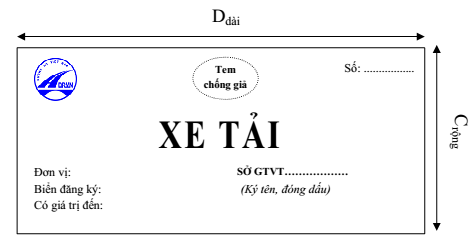 Ddài
Tem
chống giả
Số: .................
XE TẢI
Đơn vị:
Biển đăng ký:
Có giá trị đến:
SỞ GTVT..................
(Ký tên, đóng dấu)
Crộng
DRVN